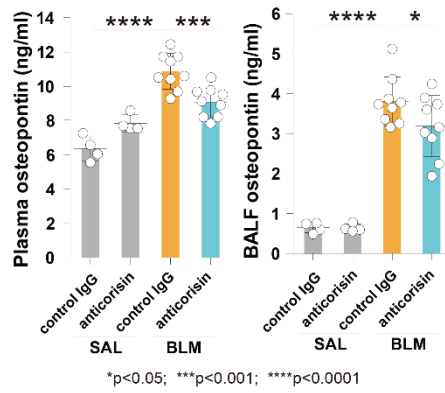 **** ***
Plasma osteopontin (ng/ml)
14
12
10
8
6
4
2
0
control IgG
anticorisin
control IgG
anticorisin
SAL BLM
**** *
BALF osteopontin (ng/ml)
6
5
4
3
2
1
0
control IgG
anticorisin
control IgG
anticorisin
SAL BLM
*p<0.05; ***p<0.001; ****p<0.0001